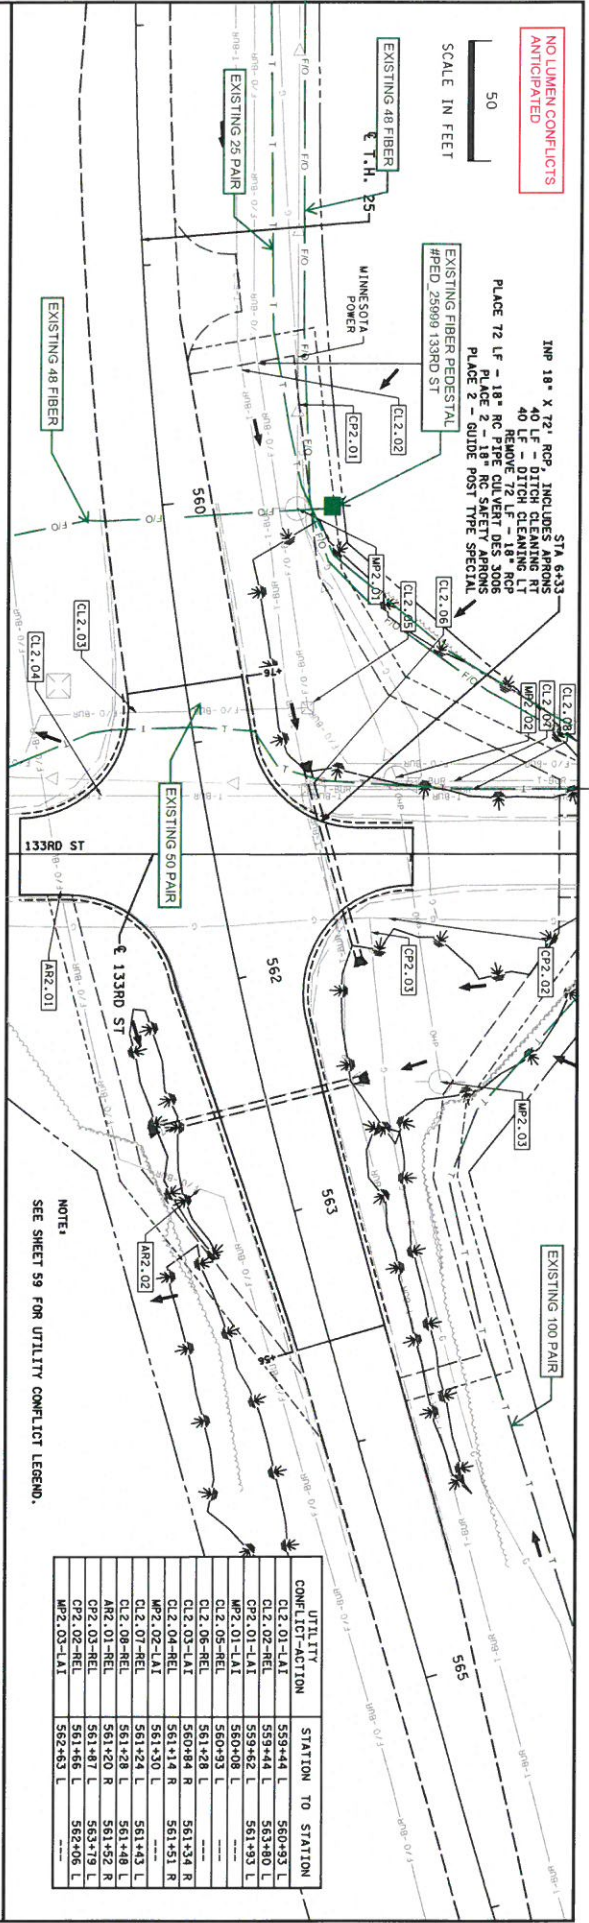 NO LUMEN CONFLICTS
ANTICIPATED
50
SCALE IN FEET
EXISTING 48 FIBER
EXISTING 25 PAIR
℄ T.H. 25
EXISTING FIBER PEDESTAL
#PED_25999 133RD ST
MINNESOTA
POWER
STA 6+33
INP 18" X 72' RCP, INCLUDES APRONS
40 LF - DITCH CLEANING RT
40 LF - DITCH CLEANING LT
REMOVE 72 LF - 18" RCP
PLACE 72 LF - 18" RC PIPE CULVERT DES 3006
PLACE 2 - 18" RC SAFETY APRONS
PLACE 2 - GUIDE POST TYPE SPECIAL
CL2.02
CP2.01
MP2.01
CL2.05
CL2.06
CL2.08
CL2.07
MP2.02
EXISTING 48 FIBER
560
+76
CL2.03
CL2.04
EXISTING 50 PAIR
133RD ST
℄ 133RD ST
AR2.01
562
CP2.03
CP2.02
MP2.03
563
AR2.02
+56
EXISTING 100 PAIR
565
NOTE:
SEE SHEET 59 FOR UTILITY CONFLICT LEGEND.
UTILITY CONFLICT-ACTION STATION TO STATION
CL2.01-LAI 559+44 L 560+93 L
CL2.02-REL 559+44 L 563+80 L
CP2.01-LAI 559+62 L 561+93 L
MP2.01-LAI 560+08 L ---
CL2.05-REL 560+93 L ---
CL2.06-REL 561+28 L ---
CL2.03-LAI 560+84 R 561+34 R
CL2.04-REL 561+14 R 561+51 R
MP2.02-LAI 561+30 L ---
CL2.07-REL 561+24 L 561+43 L
CL2.08-REL 561+28 L 561+48 L
AR2.01-REL 561+20 R 561+52 R
CP2.03-REL 561+87 L 563+79 L
CP2.02-REL 561+66 L 562+06 L
MP2.03-LAI 562+63 L ---